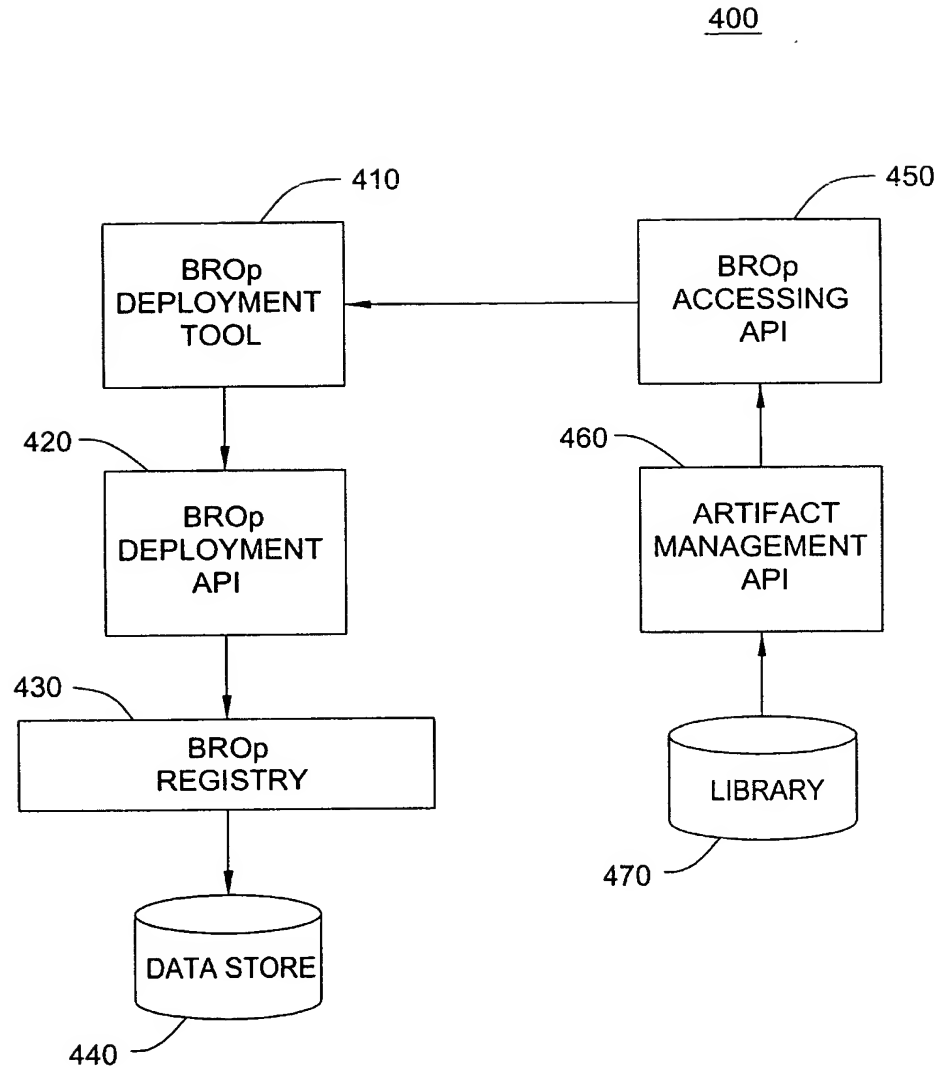 400
410
BROp
DEPLOYMENT
TOOL
450
BROp
ACCESSING
API
420
BROp
DEPLOYMENT
API
460
ARTIFACT
MANAGEMENT
API
430
BROp
REGISTRY
LIBRARY
470
DATA STORE
440